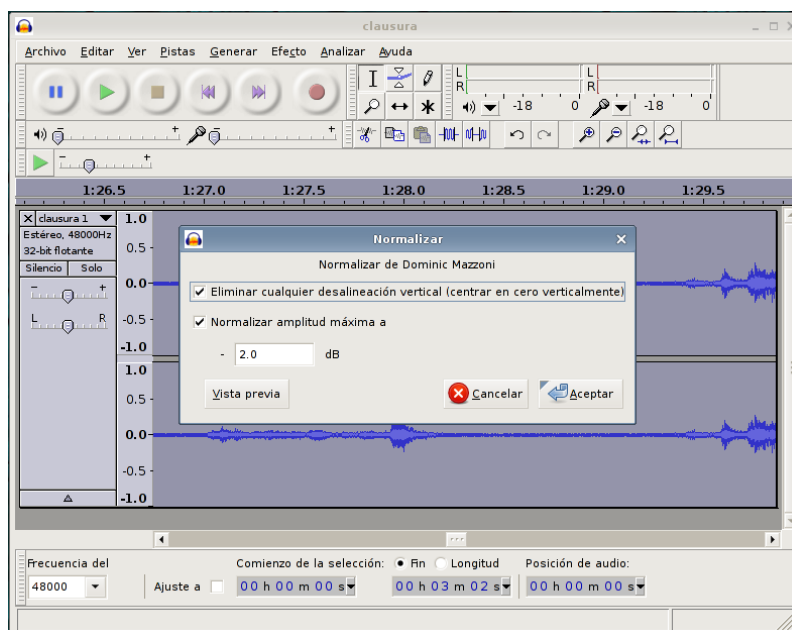 clausura
Archivo Editar Ver Pistas Generar Efecto Analizar Ayuda
L
R
-18 0
L
R
-18 0
- +
- +
- +
1:26.5 1:27.0 1:27.5 1:28.0 1:28.5 1:29.0 1:29.5
clausura 1
Estéreo, 48000Hz
32-bit flotante
Silencio Solo
- +
L R
1.0
0.5
0.0
-0.5
-1.0
1.0
0.5
0.0
-0.5
-1.0
Normalizar
Normalizar de Dominic Mazzoni
Eliminar cualquier desalineación vertical (centrar en cero verticalmente)
Normalizar amplitud máxima a
- 2.0 dB
Vista previa Cancelar Aceptar
Frecuencia del Comienzo de la selección: Fin Longitud Posición de audio:
48000 Ajuste a 00 h 00 m 00 s 00 h 03 m 02 s 00 h 00 m 00 s